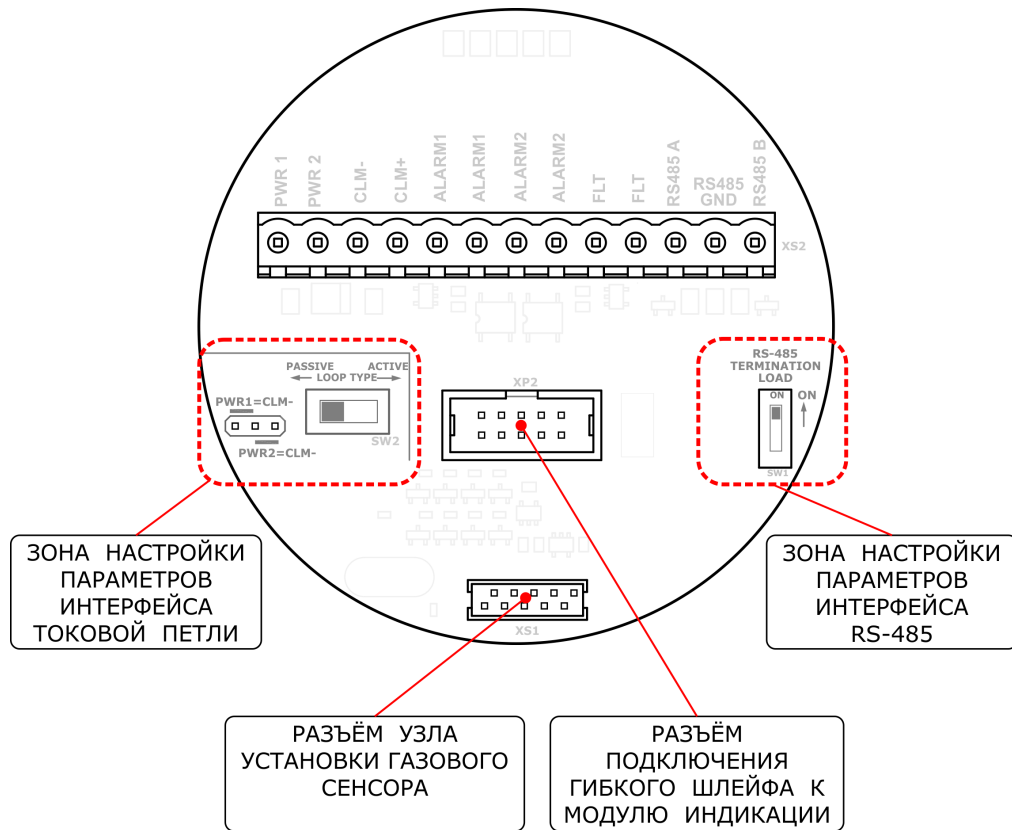 PWR 1
PWR 2
CLM-
CLM+
ALARM1
ALARM1
ALARM2
ALARM2
FLT
FLT
RS485 A
RS485
GND
RS485 B
XS2
PASSIVE ACTIVE
LOOP TYPE
PWR1=CLM-
SW2
PWR2=CLM-
XP2
RS-485
TERMINATION
LOAD
ON
ON
SW1
XS1
ЗОНА НАСТРОЙКИ
ПАРАМЕТРОВ
ИНТЕРФЕЙСА
ТОКОВОЙ ПЕТЛИ
ЗОНА НАСТРОЙКИ
ПАРАМЕТРОВ
ИНТЕРФЕЙСА
RS-485
РАЗЪЁМ УЗЛА
УСТАНОВКИ ГАЗОВОГО
СЕНСОРА
РАЗЪЁМ
ПОДКЛЮЧЕНИЯ
ГИБКОГО ШЛЕЙФА К
МОДУЛЮ ИНДИКАЦИИ